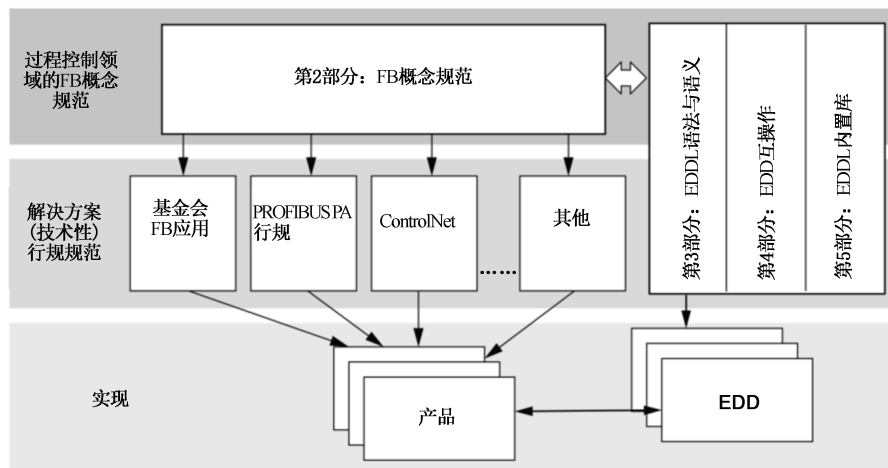 过程控制领
域的FB概念
规范
第2部分：FB概念规范
第3部分：EDDL语法与语义
第4部分：EDD互操作
第5部分：EDDL内置库
解决方案
(技术性)
行规规范
基金会
FB应用
PROFIBUS PA
行规
ControlNet
……
其他
实现
产品
EDD